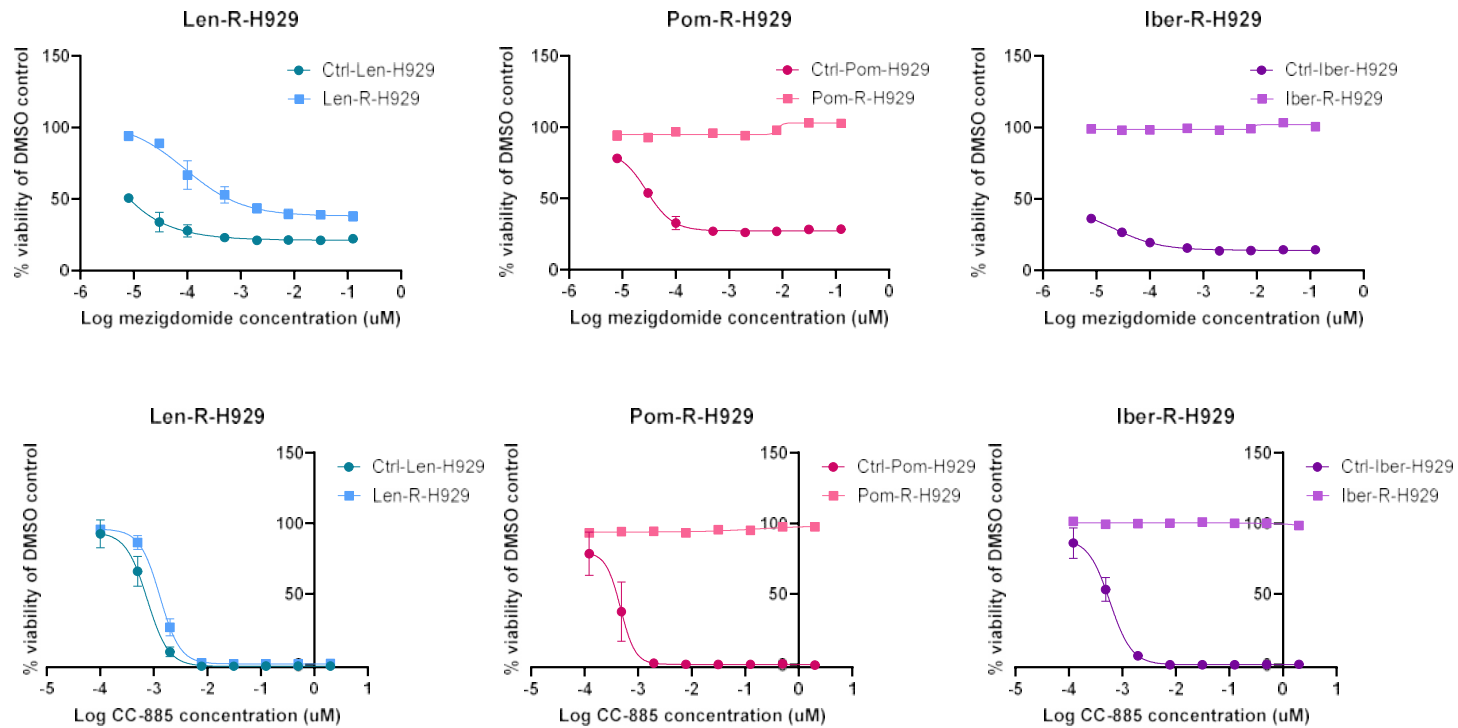 Len-R-H929
Pom-R-H929
Iber-R-H929
% viability of DMSO control
150
100
50
0
Ctrl-Len-H929
Len-R-H929
-6 -5 -4 -3 -2 -1 0
Log mezigdomide concentration (uM)
% viability of DMSO control
150
100
50
0
Ctrl-Pom-H929
Pom-R-H929
-6 -5 -4 -3 -2 -1 0
Log mezigdomide concentration (uM)
% viability of DMSO control
150
100
50
0
Ctrl-Iber-H929
Iber-R-H929
-6 -5 -4 -3 -2 -1 0
Log mezigdomide concentration (uM)
Len-R-H929
Pom-R-H929
Iber-R-H929
% viability of DMSO control
150
100
50
Ctrl-Len-H929
Len-R-H929
-5 -4 -3 -2 -1 0 1
Log CC-885 concentration (uM)
% viability of DMSO control
150
100
50
Ctrl-Pom-H929
Pom-R-H929
-5 -4 -3 -2 -1 0 1
Log CC-885 concentration (uM)
% viability of DMSO control
150
100
50
Ctrl-Iber-H929
Iber-R-H929
-5 -4 -3 -2 -1 0 1
Log CC-885 concentration (uM)